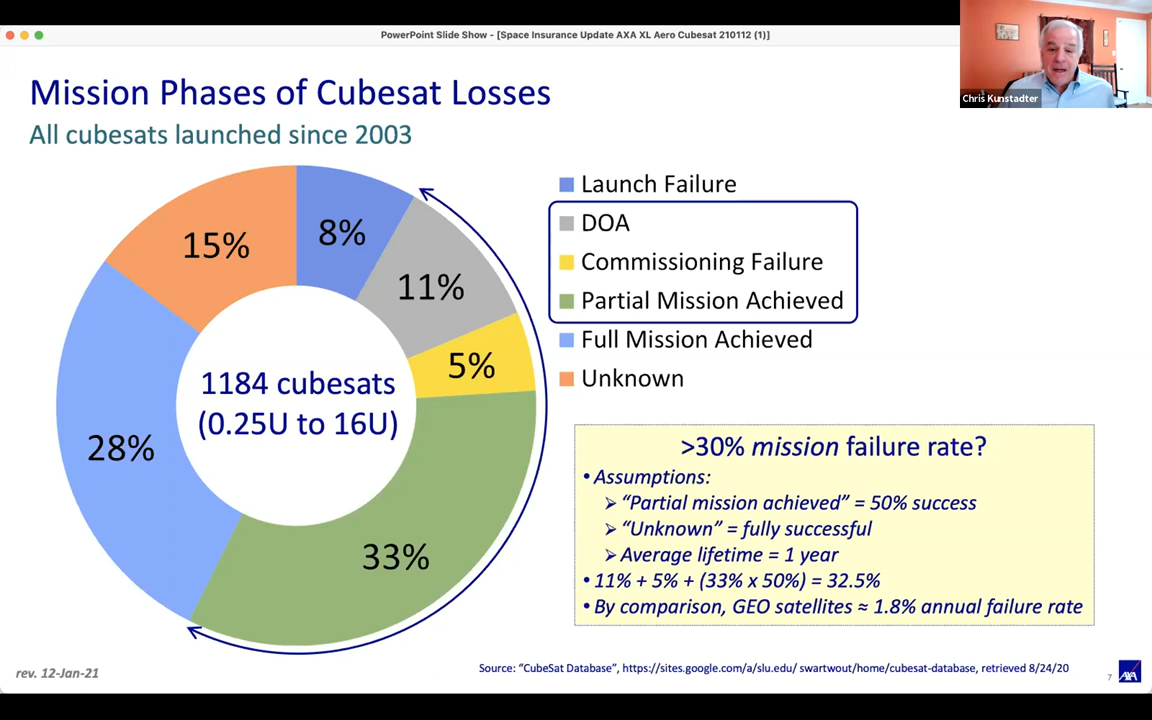 PowerPoint Slide Show - [Space Insurance Update AXA XL Aero Cubesat 210112 (1)]
Chris Kunstadter
Mission Phases of Cubesat Losses
All cubesats launched since 2003
8%
11%
5%
33%
28%
15%
1184 cubesats
(0.25U to 16U)
Launch Failure
DOA
Commissioning Failure
Partial Mission Achieved
Full Mission Achieved
Unknown
>30% mission failure rate?
•Assumptions:
➢ “Partial mission achieved” = 50% success
➢ “Unknown” = fully successful
➢ Average lifetime = 1 year
•11% + 5% + (33% x 50%) = 32.5%
•By comparison, GEO satellites ≈ 1.8% annual failure rate
Source: “CubeSat Database”, https://sites.google.com/a/slu.edu/ swartwout/home/cubesat-database, retrieved 8/24/20
rev. 12-Jan-21
7
AXA